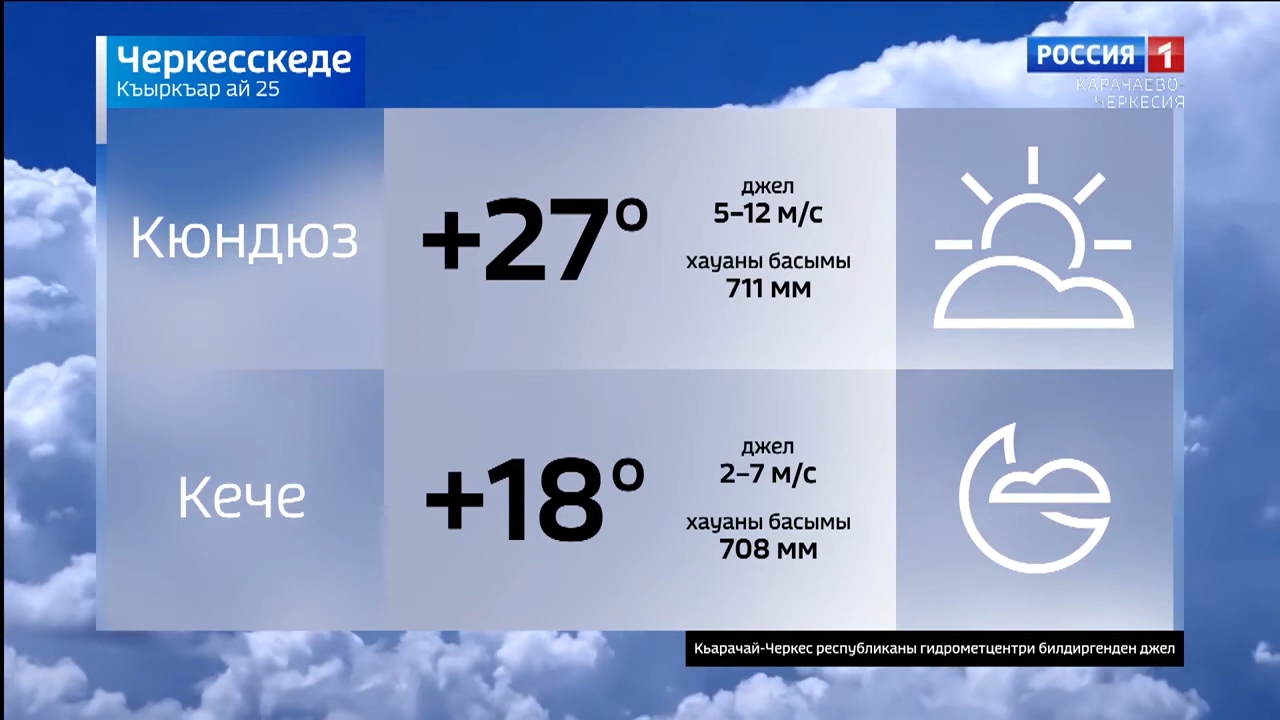 Черкесскеде
Къыркъар ай 25
РОССИЯ 1
КАРАЧАЕВО-
ЧЕРКЕСИЯ
Кюндюз
+27°
джел
5–12 м/с
хауаны басымы
711 мм
Кече
+18°
джел
2–7 м/с
хауаны басымы
708 мм
Кьарачай-Черкес республиканы гидрометцентри билдиргенден джел